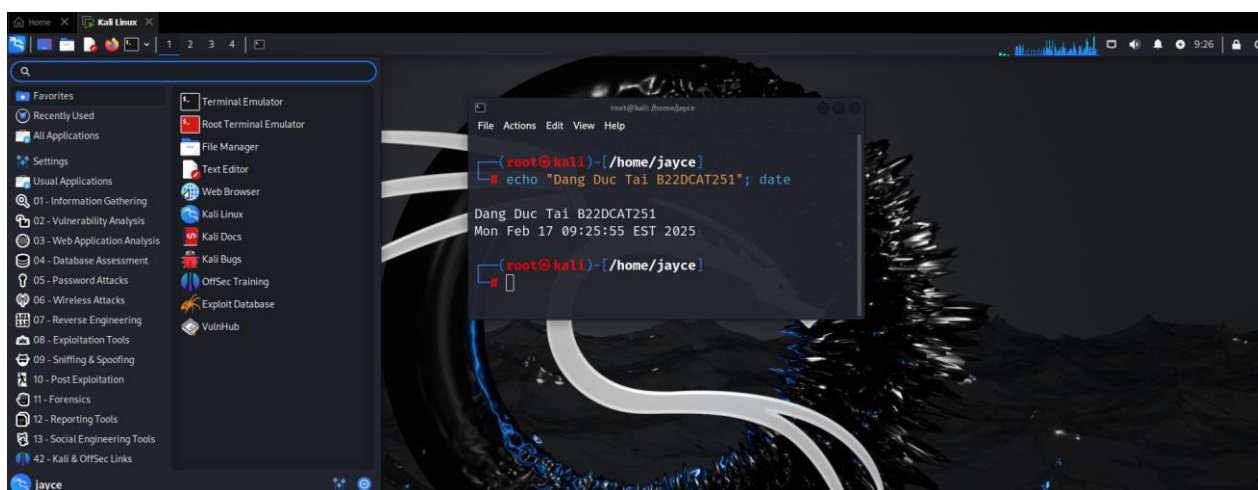 Home
Kali Linux
1 2 3 4
9:26
Favorites
Recently Used
All Applications
Settings
Usual Applications
01 - Information Gathering
02 - Vulnerability Analysis
03 - Web Application Analysis
04 - Database Assessment
05 - Password Attacks
06 - Wireless Attacks
07 - Reverse Engineering
08 - Exploitation Tools
09 - Sniffing & Spoofing
10 - Post Exploitation
11 - Forensics
12 - Reporting Tools
13 - Social Engineering Tools
42 - Kali & OffSec Links
jayce
Terminal Emulator
Root Terminal Emulator
File Manager
Text Editor
Web Browser
Kali Linux
Kali Docs
Kali Bugs
OffSec Training
Exploit Database
VulnHub
root@kali: /home/jayce
File Actions Edit View Help
(root㉿kali)-[/home/jayce]
# echo "Dang Duc Tai B22DCAT251"; date
Dang Duc Tai B22DCAT251
Mon Feb 17 09:25:55 EST 2025
(root㉿kali)-[/home/jayce]
#